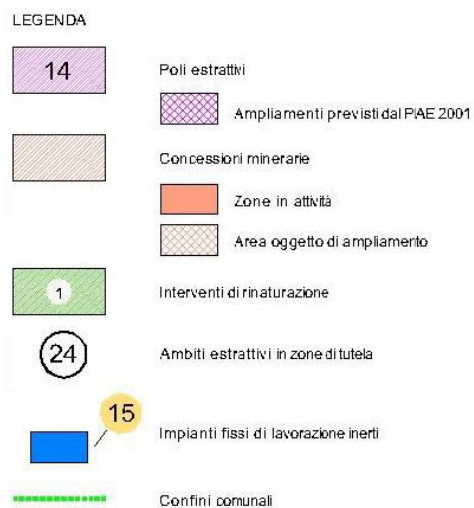 LEGENDA
14
Poli estrattivi
Ampliamenti previsti dal PIAE 2001
Concessioni minerarie
Zone in attività
Area oggetto di ampliamento
1
Interventi di rinaturazione
24
Ambiti estrattivi in zone di tutela
15
Impianti fissi di lavorazione inerti
Confini comunali